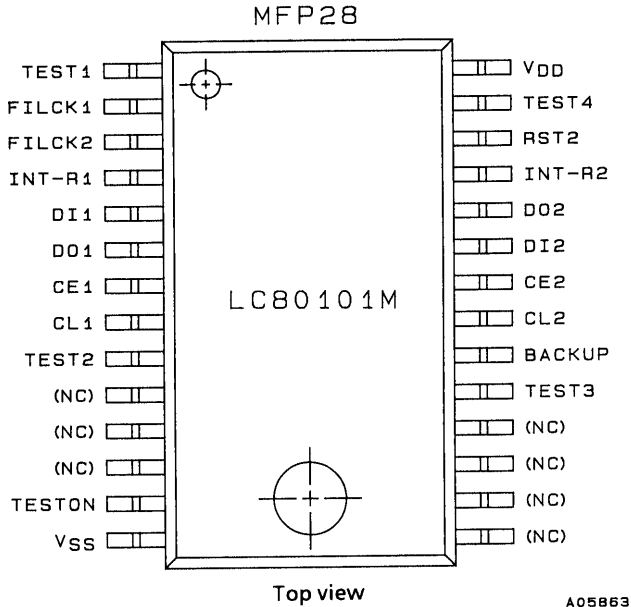 MFP28
TEST1 VDD
FILCK1 TEST4
FILCK2 RST2
INT-R1 INT-R2
DI1 DO2
DO1 DI2
CE1 CE2
LC80101M
CL1 CL2
TEST2 BACKUP
(NC) TEST3
(NC) (NC)
(NC) (NC)
TESTON (NC)
VSS (NC)
Top view
A05863